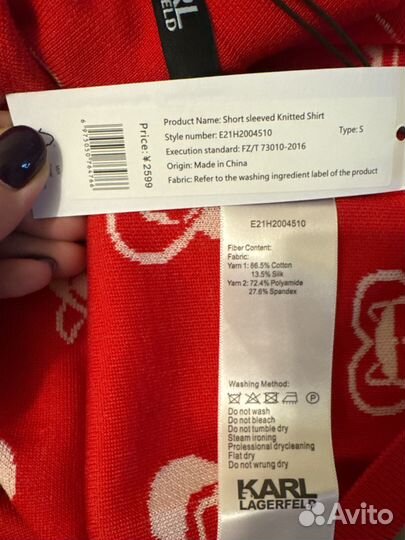 KARL
LAGERFELD
Product Name: Short sleeved Knitted Shirt
Style number: E21H2004510
Type: S
Execution standard: FZ/T 73010-2016
Origin: Made in China
Fabric: Refer to the washing ingredient label of the product
Price: ¥2599
E21H2004510
Fiber Content:
Fabric:
Yarn 1: 86.5% Cotton
13.5% Silk
Yarn 2: 72.4% Polyamide
27.6% Spandex
Washing Method:
Do not wash
Do not bleach
Do not tumble dry
Steam ironing
Professional drycleaning
Flat dry
Do not wrung dry
KARL
LAGERFELD
Avito